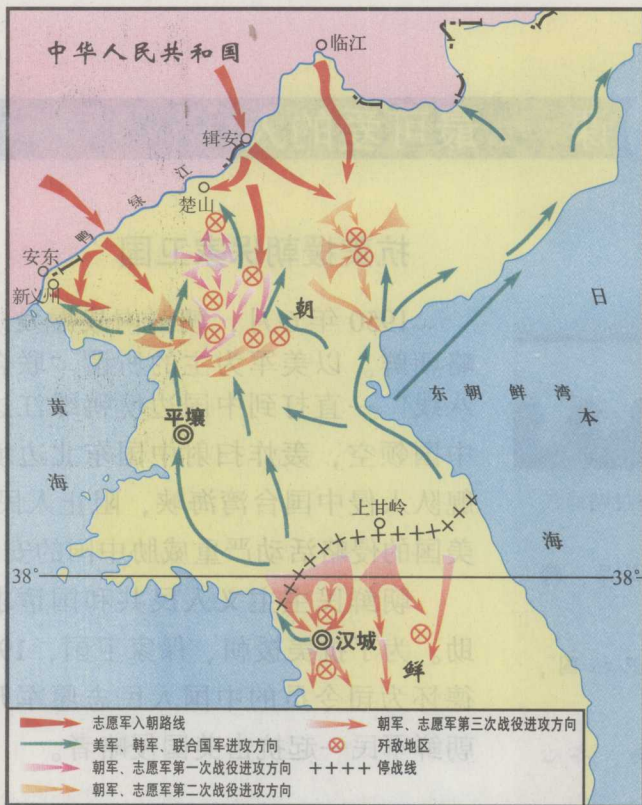 中华人民共和国
临江
辑安
鸭绿江
楚山
安东
新义州
朝
日
东朝鲜湾
本
黄
平壤
海
上甘岭
海
38°
38°
汉城
鲜
志愿军入朝路线
美军、韩军、联合国军进攻方向
朝军、志愿军第一次战役进攻方向
朝军、志愿军第二次战役进攻方向
朝军、志愿军第三次战役进攻方向
歼敌地区
停战线